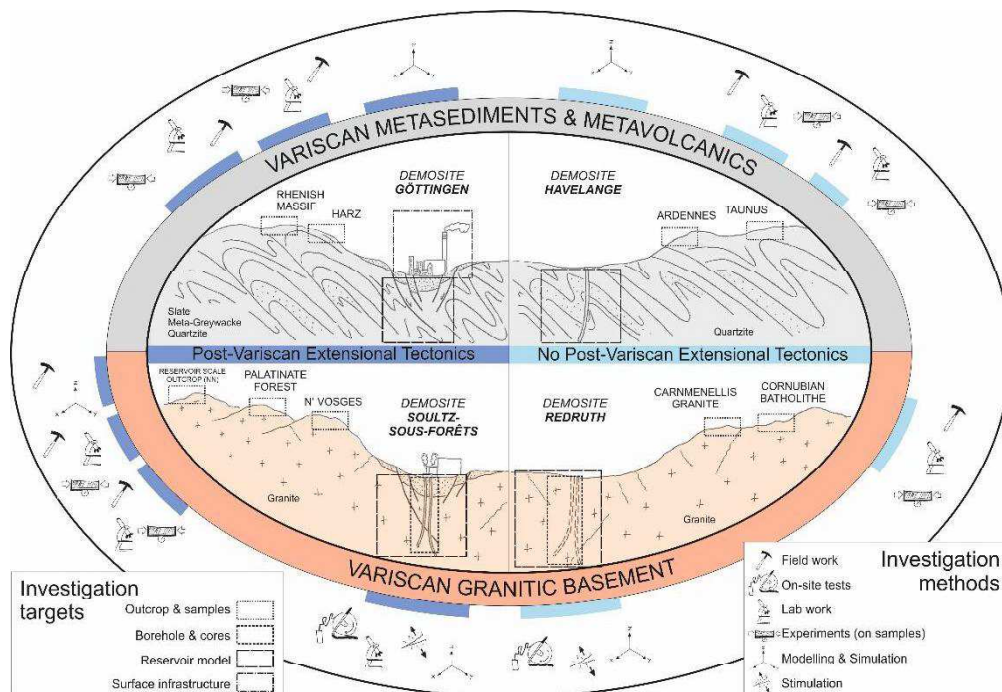 VARISCAN METASEDIMENTS & METAVOLCANICS
DEMOSITE
GÖTTINGEN
DEMOSITE
HAVELANGE
RHENISH
MASSIF
HARZ
ARDENNES
TAUNUS
Slate
Meta-Greywacke
Quartzite
Quartzite
Post-Variscan Extensional Tectonics
No Post-Variscan Extensional Tectonics
RESERVOIR SCALE
OUTCROP (NN)
PALATINATE
FOREST
N' VOSGES
DEMOSITE
SOULTZ-
SOUS-FORÊTS
DEMOSITE
REDRUTH
CARNMENELLIS
GRANITE
CORNUBIAN
BATHOLITHE
Granite
Granite
VARISCAN GRANITIC BASEMENT
Investigation
targets
Outcrop & samples
Borehole & cores
Reservoir model
Surface infrastructure
Investigation
methods
Field work
On-site tests
Lab work
Experiments (on samples)
Modelling & Simulation
Stimulation